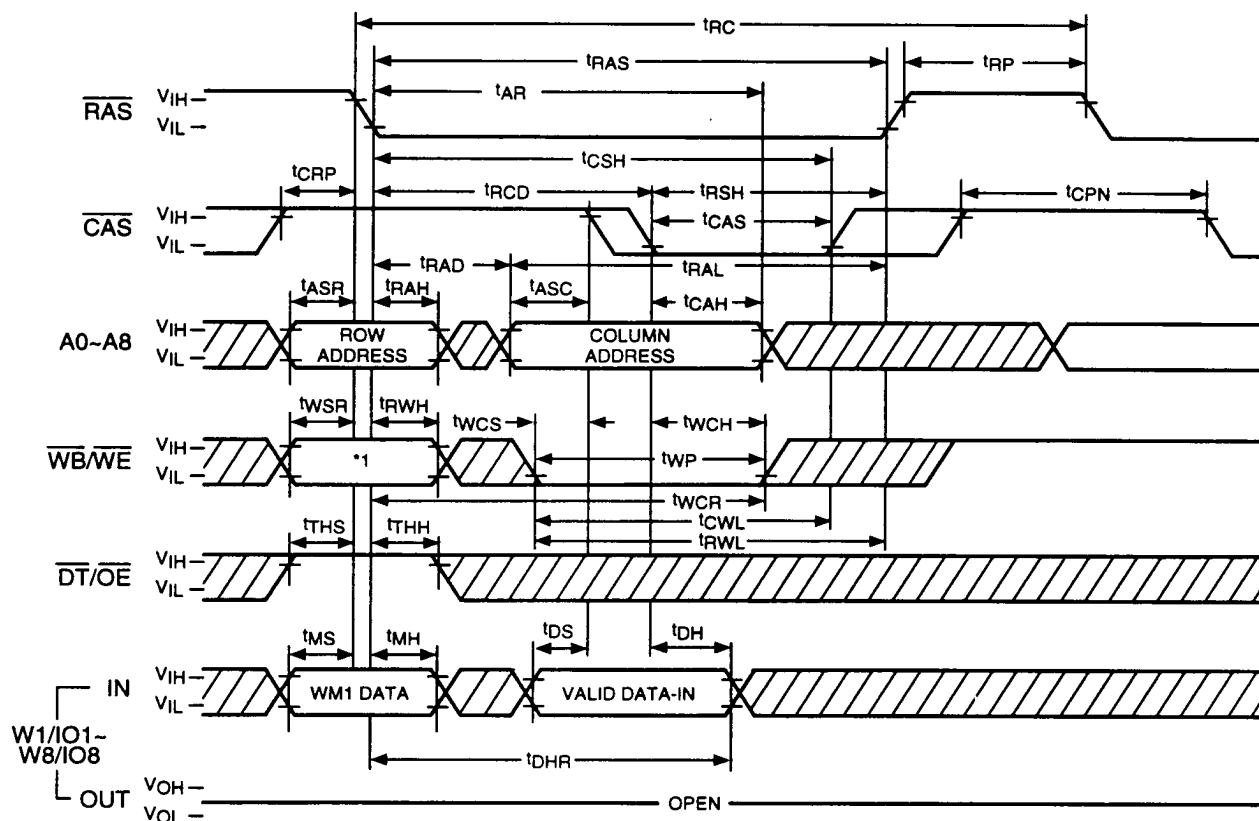 tRC
tRAS
tRP
tAR
RAS
VIH
VIL
tCSH
tCRP
tRCD
tRSH
tCPN
tCAS
CAS
VIH
VIL
tRAD
tRAL
tASR
tRAH
tASC
tCAH
A0~A8
VIH
VIL
ROW ADDRESS
COLUMN ADDRESS
tWSR
tRWH
tWCS
tWCH
WB/WE
VIH
VIL
*1
tWP
tWCR
tCWL
tRWL
tTHS
tTHH
DT/OE
VIH
VIL
tMS
tMH
tDS
tDH
IN
VIH
VIL
WM1 DATA
VALID DATA-IN
W1/IO1~
W8/IO8
tDHR
OUT
VOH
VOL
OPEN